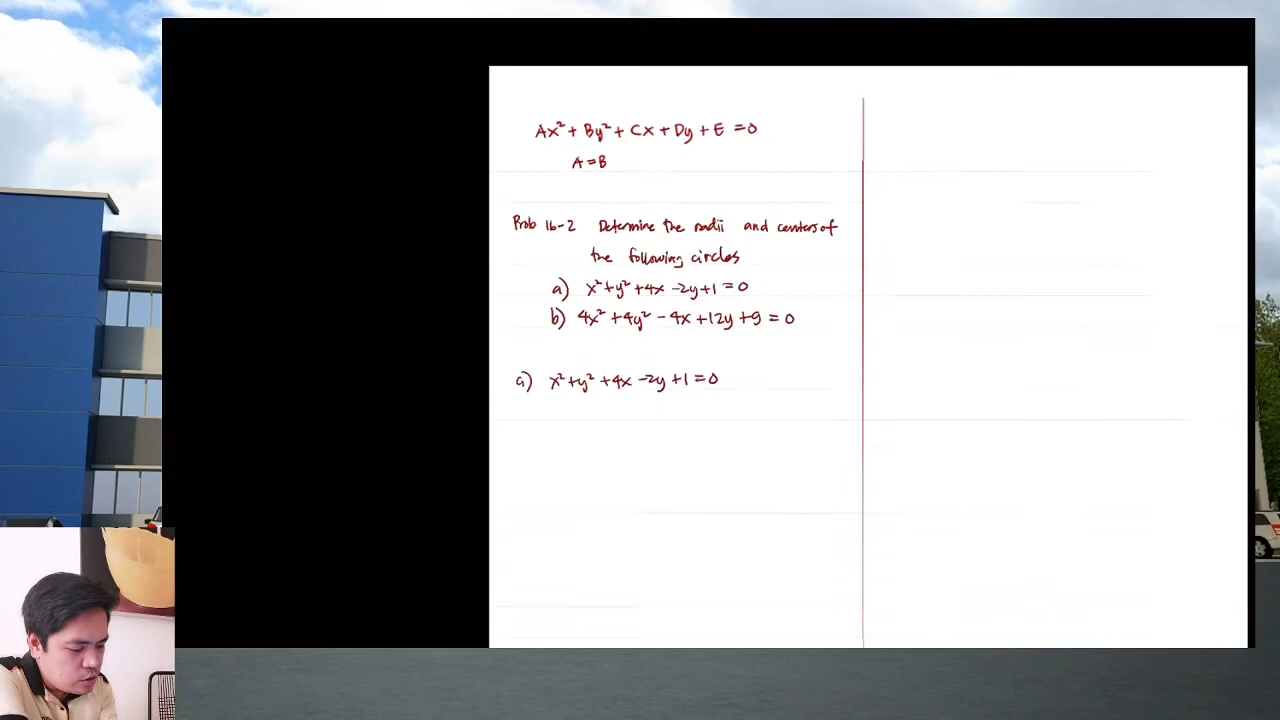 Ax² + By² + Cx + Dy + E = 0
A = B
Prob 16-2 Determine the radii and centers of
the following circles
a) x² + y² + 4x - 2y + 1 = 0
b) 4x² + 4y² - 4x + 12y + 9 = 0
a) x² + y² + 4x - 2y + 1 = 0